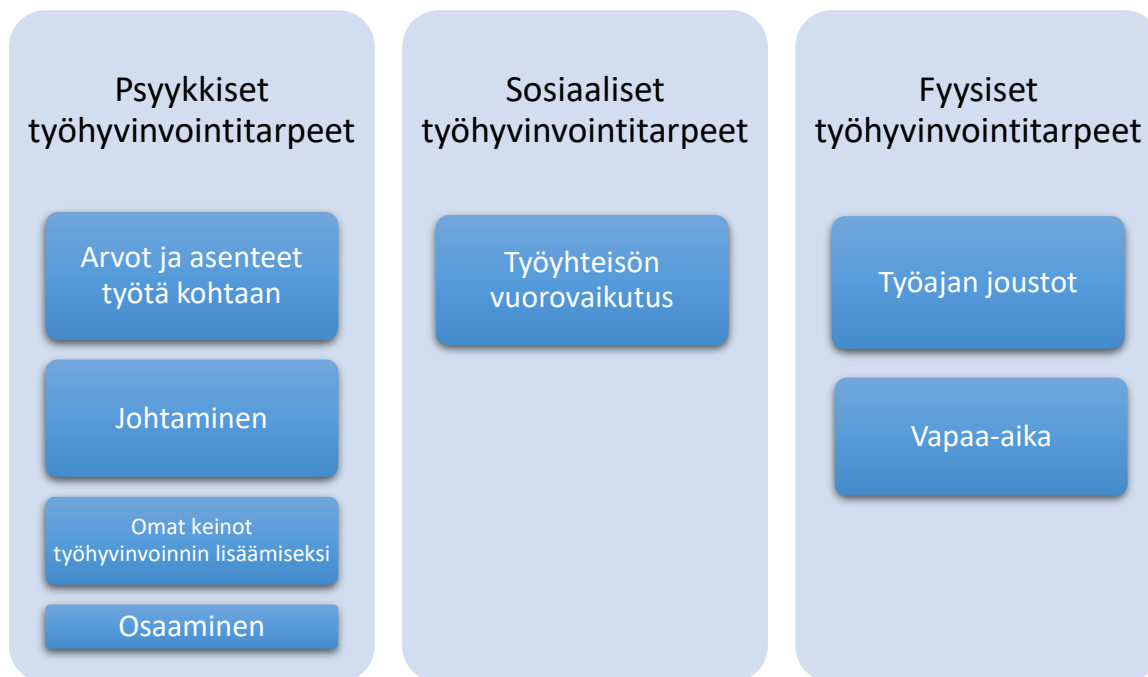 Psyykkiset
työhyvinvointitarpeet
Arvot ja asenteet
työtä kohtaan
Johtaminen
Omat keinot
työhyvinvoinnin lisäämiseksi
Osaaminen
Sosiaaliset
työhyvinvointitarpeet
Työyhteisön
vuorovaikutus
Fyysiset
työhyvinvointitarpeet
Työajan joustot
Vapaa-aika